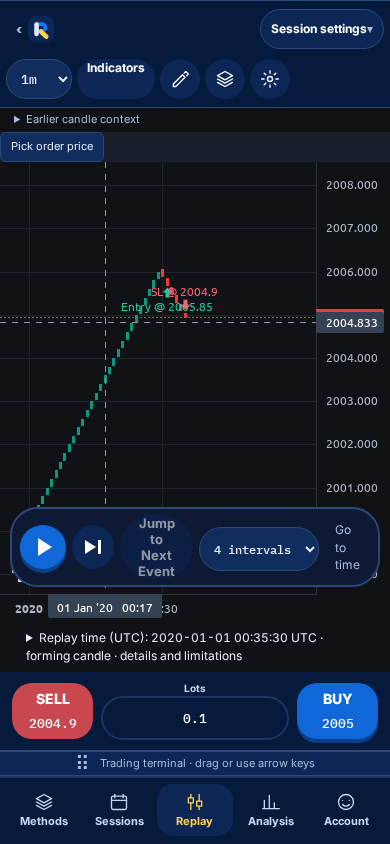 Session settings▾
1m
Indicators
▶ Earlier candle context
Pick order price
2008.000
2007.000
2006.000
SL @ 2004.9
Entry @ 2005.85
2004.833
2004.000
2003.000
2002.000
2001.000
Jump
to
Next
Event
4 intervals
Go
to
time
2020
01 Jan '20 00:17
:30
▶ Replay time (UTC): 2020-01-01 00:35:30 UTC ·
forming candle · details and limitations
SELL
2004.9
Lots
0.1
BUY
2005
Trading terminal · drag or use arrow keys
Methods
Sessions
Replay
Analysis
Account